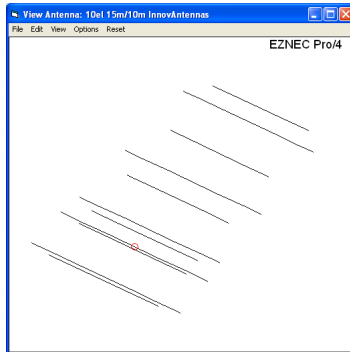 View Antenna: 10el 15m/10m InnovAntennas
File Edit View Options Reset
EZNEC Pro/4